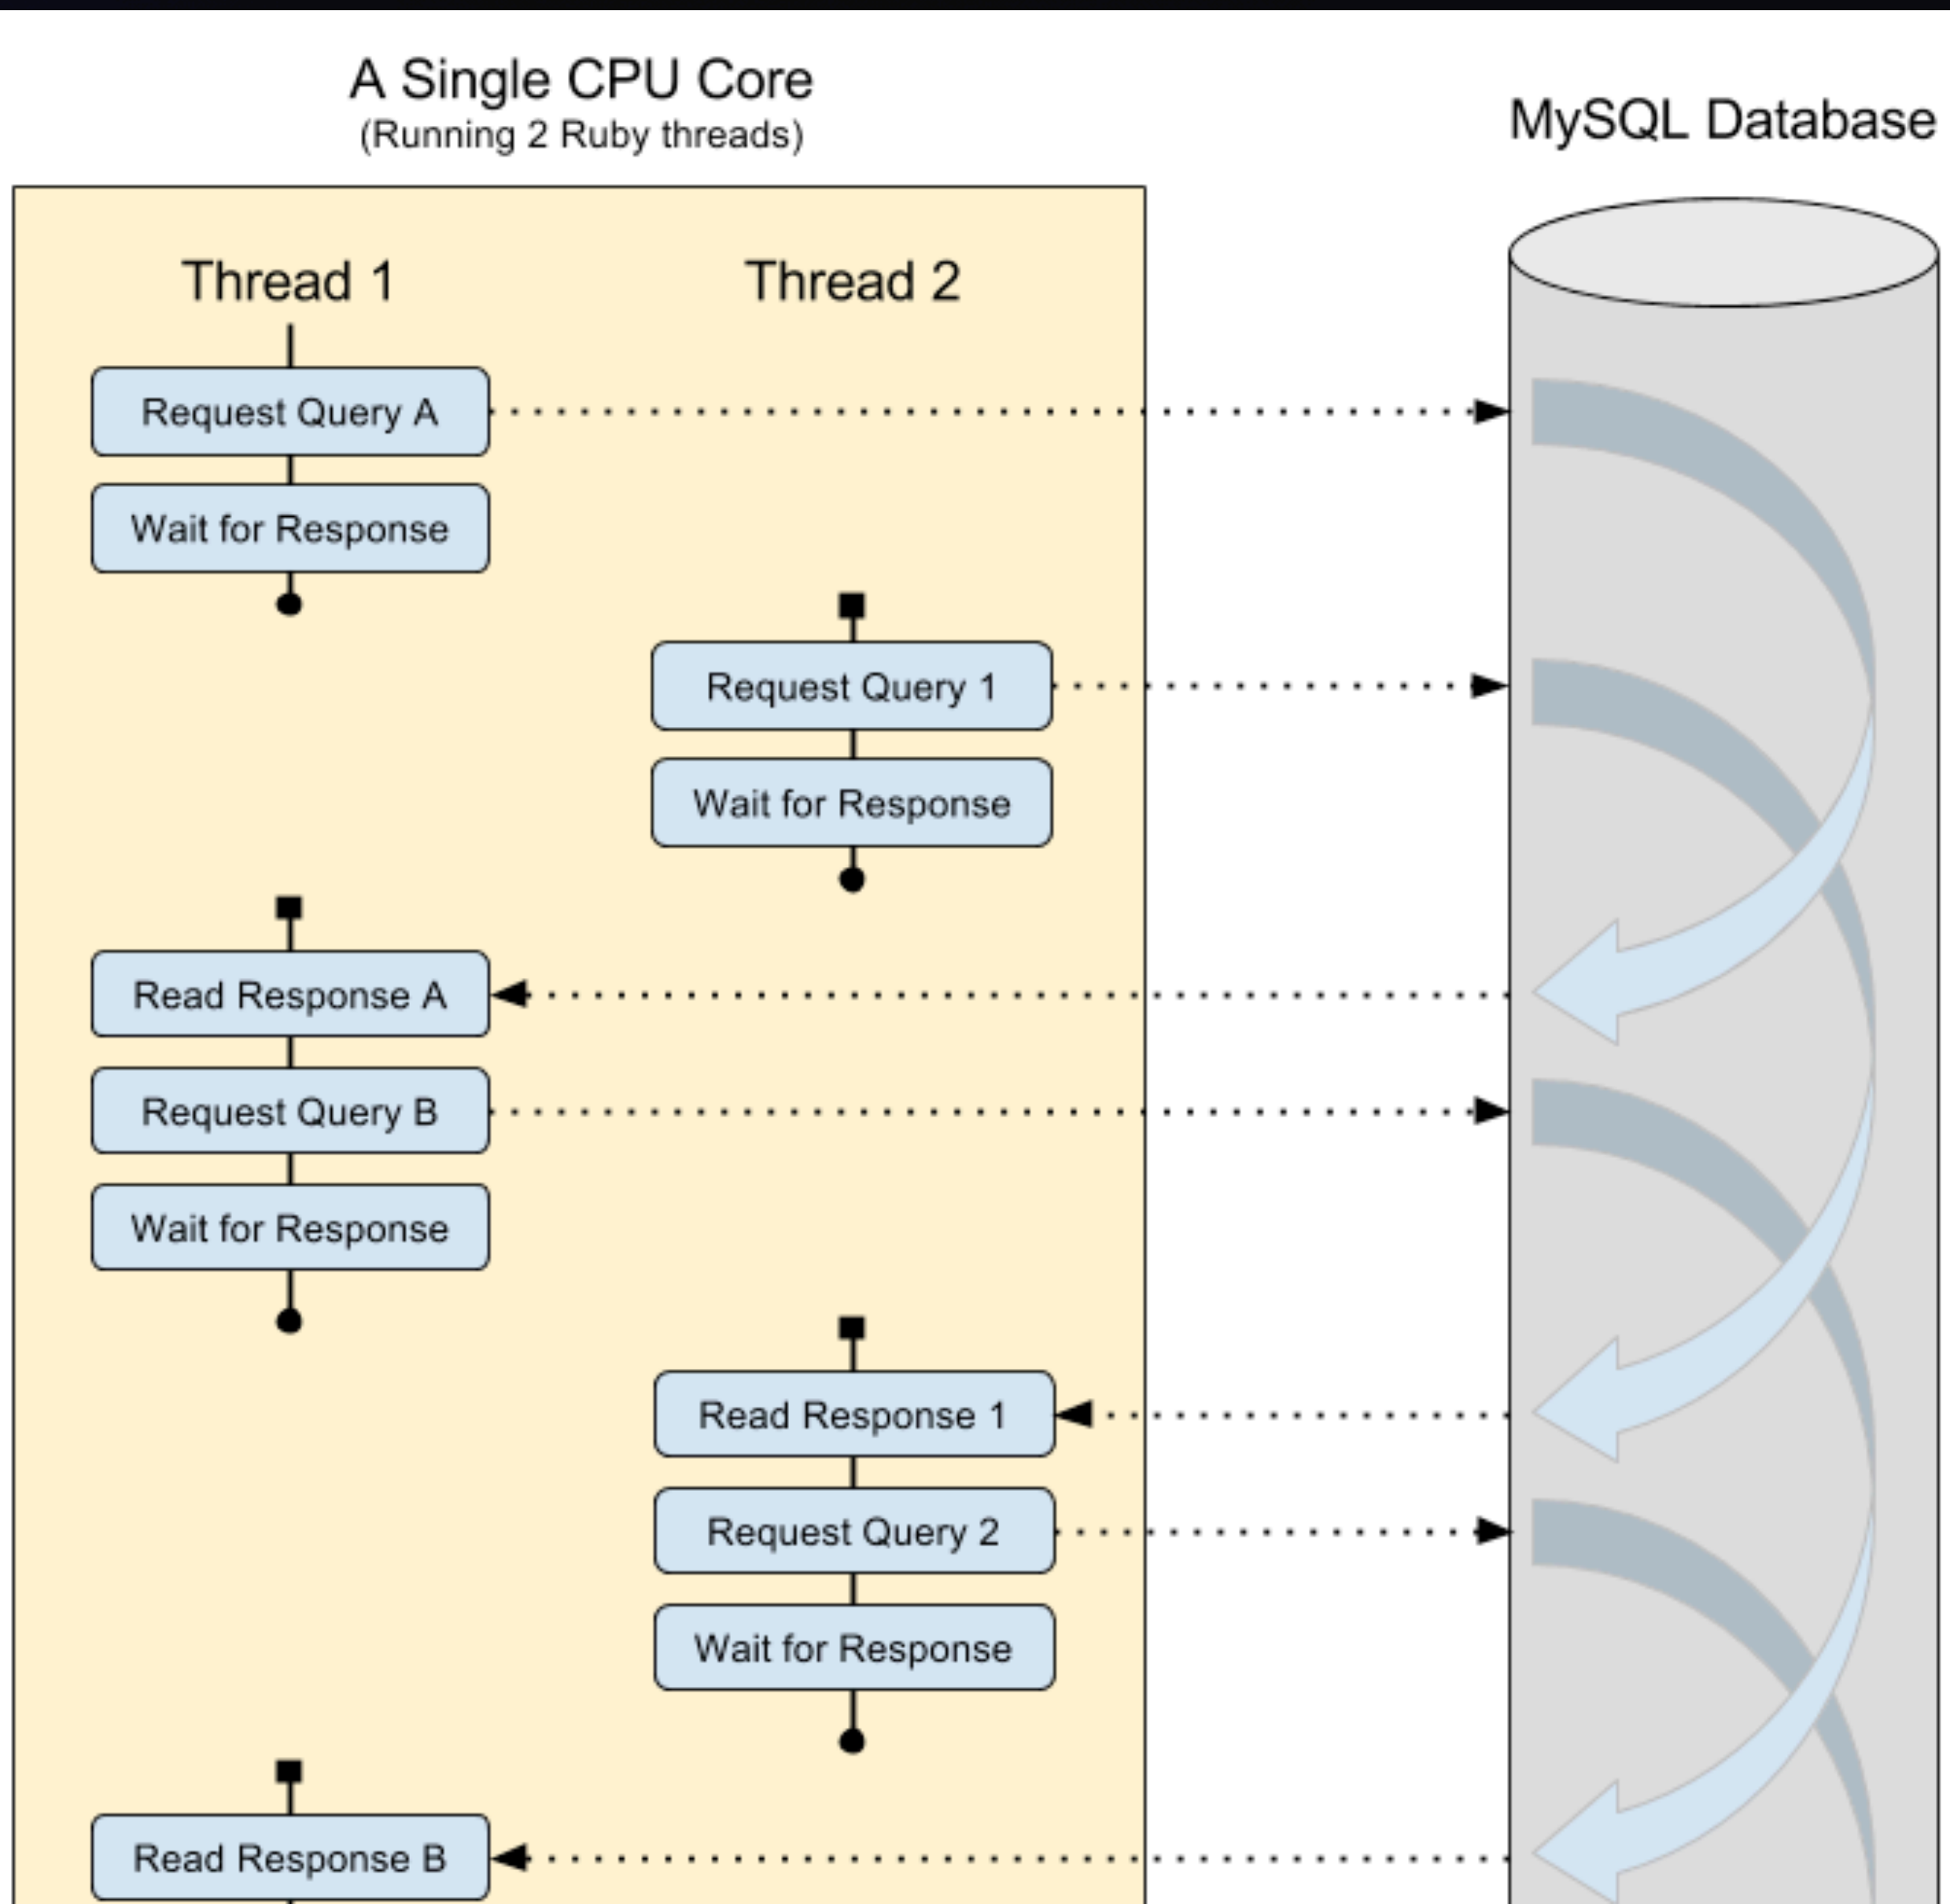 A Single CPU Core
(Running 2 Ruby threads)
MySQL Database
Thread 1
Thread 2
Request Query A
Wait for Response
Request Query 1
Wait for Response
Read Response A
Request Query B
Wait for Response
Read Response 1
Request Query 2
Wait for Response
Read Response B